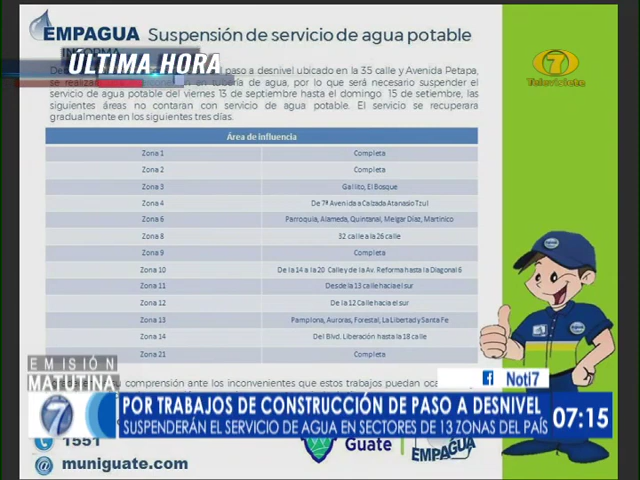 EMPAGUA Suspensión de servicio de agua potable
INFORMA
ÚLTIMA HORA
paso a desnivel ubicado en la 35 calle y Avenida Petapa,
se realizará en tubería de agua, por lo que será necesario suspender el
servicio de agua potable del viernes 13 de septiembre hasta el domingo 15 de setiembre, las
siguientes áreas no contaran con servicio de agua potable. El servicio se recuperara
gradualmente en los siguientes tres días.
7
Televisiete
Área de influencia
Zona 1 Completa
Zona 2 Completa
Zona 3 Gallito, El Bosque
Zona 4 De 7ª Avenida a Calzada Atanasio Tzul
Zona 6 Parroquia, Alameda, Quintanal, Melgar Díaz, Martinico
Zona 8 32 calle a la 26 calle
Zona 9 Completa
Zona 10 De la 14 a la 20 Calle y de la Av. Reforma hasta la Diagonal 6
Zona 11 Desde la 13 calle hacia el sur
Zona 12 De la 12 Calle hacia el sur
Zona 13 Pamplona, Auroras, Forestal, La Libertad y Santa Fe
Zona 14 Del Blvd. Liberación hasta la 18 calle
Zona 21 Completa
comprensión ante los inconvenientes que estos trabajos puedan
EMISIÓN
MATUTINA
f Noti7
7
POR TRABAJOS DE CONSTRUCCIÓN DE PASO A DESNIVEL
SUSPENDERÁN EL SERVICIO DE AGUA EN SECTORES DE 13 ZONAS DEL PAÍS
07:15
1551
Guate
EMPAGUA
@ muniguate.com